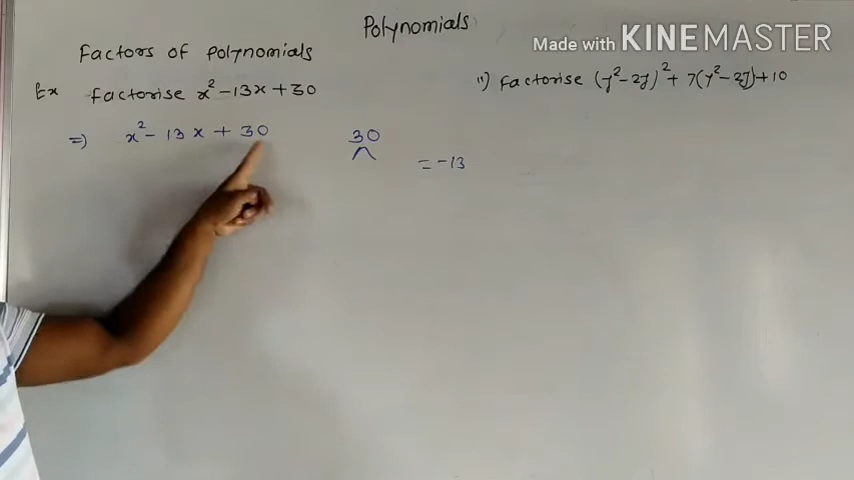 Polynomials
Made with KINEMASTER
Factors of polynomials
Ex factorise x² - 13x + 30
=) x² - 13x + 30
30
= -13
ii) factorise (y² - 2y)² + 7(y² - 2y) + 10